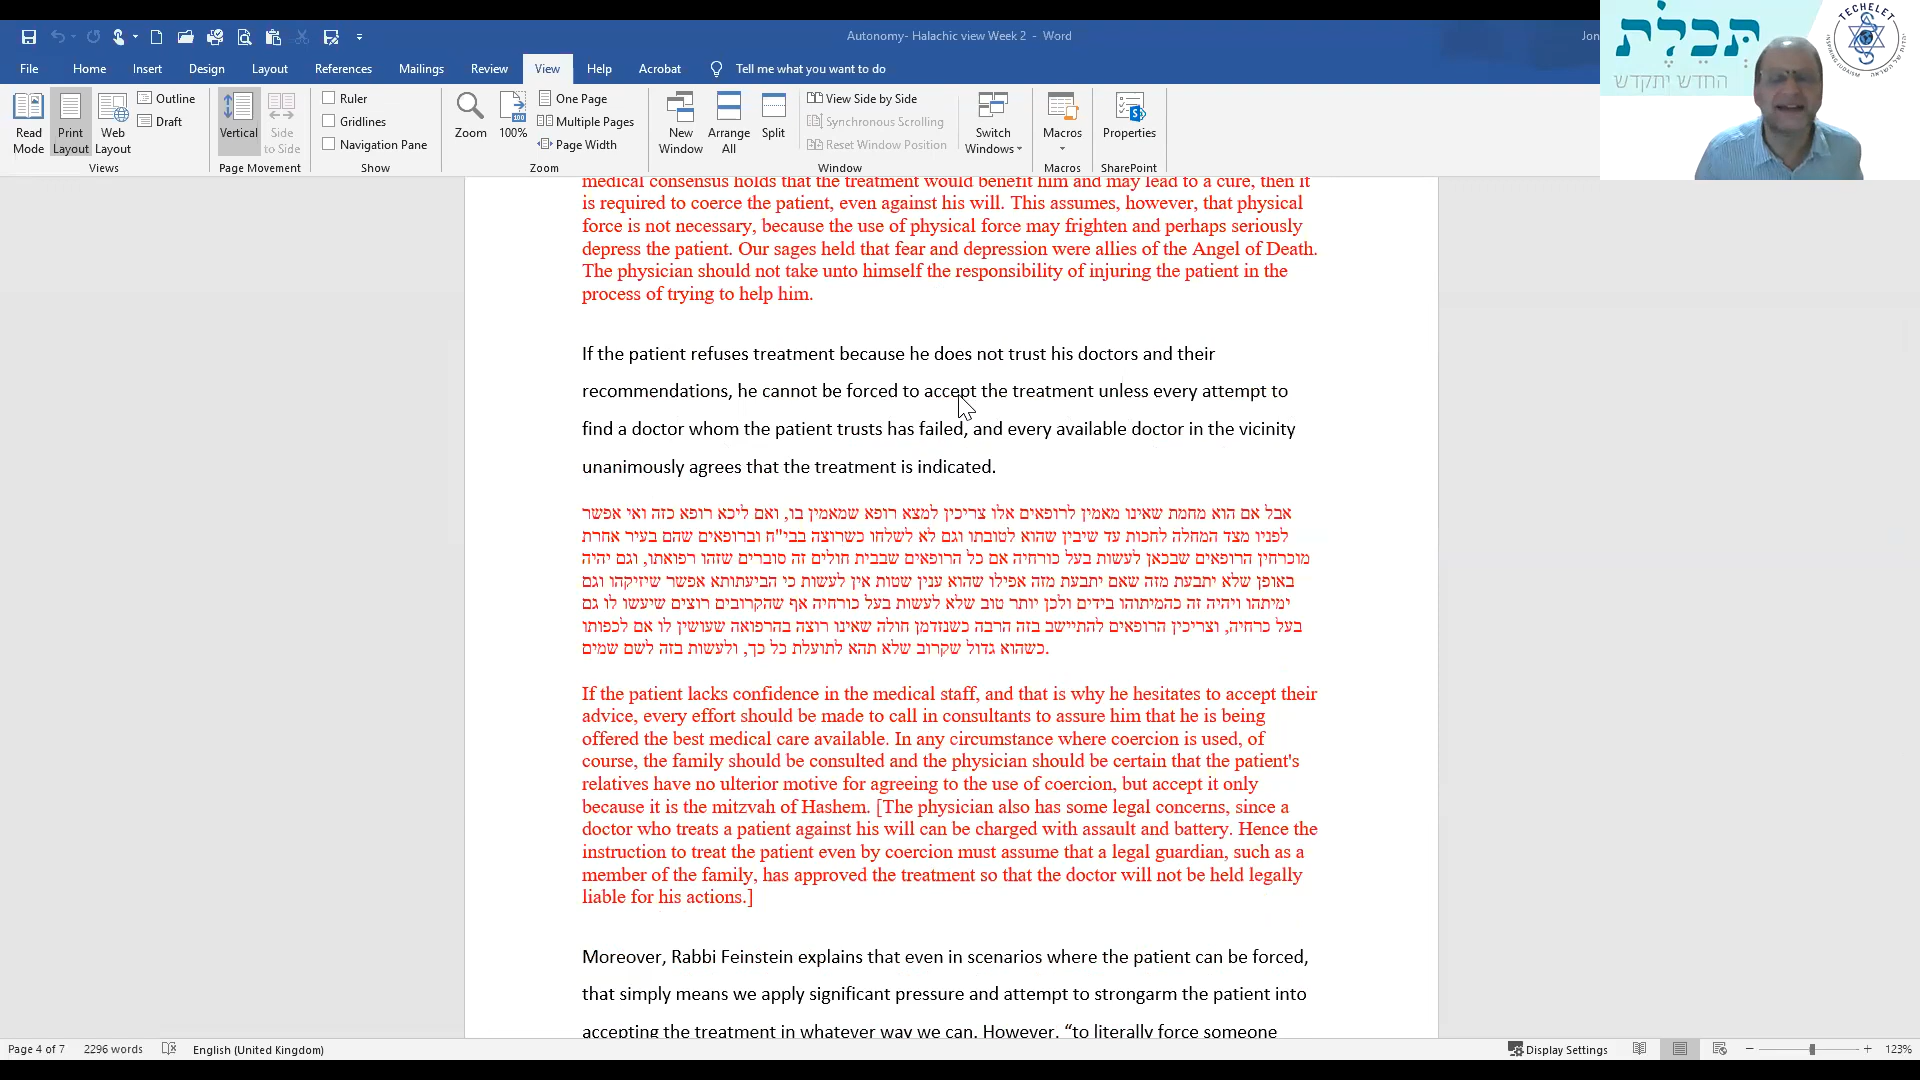 Autonomy- Halachic view Week 2 - Word
Jon
File Home Insert Design Layout References Mailings Review View Help Acrobat Tell me what you want to do
Read Mode
Print Layout
Web Layout
Outline
Draft
Views
Vertical
Side to Side
Page Movement
Ruler
Gridlines
Navigation Pane
Show
Zoom
100%
One Page
Multiple Pages
Page Width
Zoom
New Window
Arrange All
Split
View Side by Side
Synchronous Scrolling
Reset Window Position
Window
Switch Windows
Macros
Macros
Properties
SharePoint
תְּכֵלֶת
החדש יתקדש
TECHELET
medical consensus holds that the treatment would benefit him and may lead to a cure, then it
is required to coerce the patient, even against his will. This assumes, however, that physical
force is not necessary, because the use of physical force may frighten and perhaps seriously
depress the patient. Our sages held that fear and depression were allies of the Angel of Death.
The physician should not take unto himself the responsibility of injuring the patient in the
process of trying to help him.
If the patient refuses treatment because he does not trust his doctors and their
recommendations, he cannot be forced to accept the treatment unless every attempt to
find a doctor whom the patient trusts has failed, and every available doctor in the vicinity
unanimously agrees that the treatment is indicated.
אבל אם הוא מחמת שאינו מאמין לרופאים אלו צריכין למצא רופא שמאמין בו, ואם ליכא רופא כזה ואי אפשר
לפניו מצד המחלה לחכות עד שיבין שהוא לטובתו וגם לא לשלחו כשרוצה בבי"ח וברופאים שהם בעיר אחרת
מוכרחין הרופאים שבכאן לעשות בעל כורחיה אם כל הרופאים שבבית חולים זה סוברים שזהו רפואתו, וגם יהיה
באופן שלא יתבעת מזה שאם יתבעת מזה אפילו שהוא ענין שטות אין לעשות כי הביעתותא אפשר שיזיקהו וגם
ימיתהו ויהיה זה כהמיתוהו בידים ולכן יותר טוב שלא לעשות בעל כורחיה אף שהקרובים רוצים שיעשו לו גם
בעל כרחיה, וצריכין הרופאים להתיישב בזה הרבה כשנזדמן חולה שאינו רוצה בהרפואה שעושין לו אם לכפותו
כשהוא גדול שקרוב שלא תהא לתועלת כל כך, ולעשות בזה לשם שמים.
If the patient lacks confidence in the medical staff, and that is why he hesitates to accept their
advice, every effort should be made to call in consultants to assure him that he is being
offered the best medical care available. In any circumstance where coercion is used, of
course, the family should be consulted and the physician should be certain that the patient's
relatives have no ulterior motive for agreeing to the use of coercion, but accept it only
because it is the mitzvah of Hashem. [The physician also has some legal concerns, since a
doctor who treats a patient against his will can be charged with assault and battery. Hence the
instruction to treat the patient even by coercion must assume that a legal guardian, such as a
member of the family, has approved the treatment so that the doctor will not be held legally
liable for his actions.]
Moreover, Rabbi Feinstein explains that even in scenarios where the patient can be forced,
that simply means we apply significant pressure and attempt to strongarm the patient into
accepting the treatment in whatever way we can. However, “to literally force someone
Page 4 of 7 2296 words English (United Kingdom) Display Settings 123%